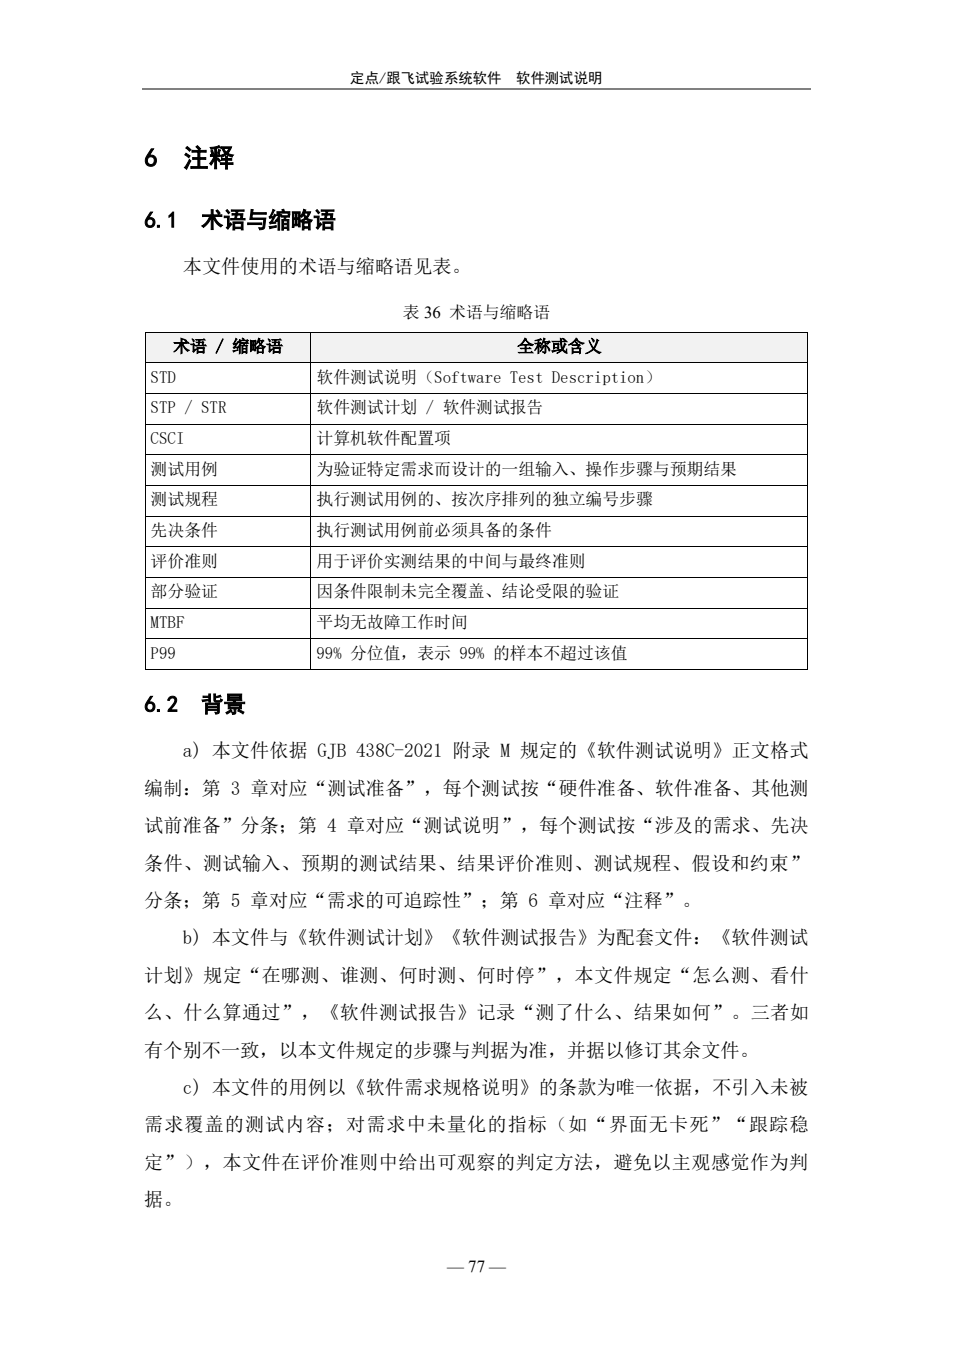 定点/跟飞试验系统软件　软件测试说明
6　注释
6.1　术语与缩略语
本文件使用的术语与缩略语见表。
表 36 术语与缩略语
术语 / 缩略语　全称或含义
STD　软件测试说明（Software Test Description）
STP / STR　软件测试计划 / 软件测试报告
CSCI　计算机软件配置项
测试用例　为验证特定需求而设计的一组输入、操作步骤与预期结果
测试规程　执行测试用例的、按次序排列的独立编号步骤
先决条件　执行测试用例前必须具备的条件
评价准则　用于评价实测结果的中间与最终准则
部分验证　因条件限制未完全覆盖、结论受限的验证
MTBF　平均无故障工作时间
P99　99% 分位值，表示 99% 的样本不超过该值
6.2　背景
a) 本文件依据 GJB 438C-2021 附录 M 规定的《软件测试说明》正文格式
编制：第 3 章对应“测试准备”，每个测试按“硬件准备、软件准备、其他测
试前准备”分条；第 4 章对应“测试说明”，每个测试按“涉及的需求、先决
条件、测试输入、预期的测试结果、结果评价准则、测试规程、假设和约束”
分条；第 5 章对应“需求的可追踪性”；第 6 章对应“注释”。
b) 本文件与《软件测试计划》《软件测试报告》为配套文件：《软件测试
计划》规定“在哪测、谁测、何时测、何时停”，本文件规定“怎么测、看什
么、什么算通过”，《软件测试报告》记录“测了什么、结果如何”。三者如
有个别不一致，以本文件规定的步骤与判据为准，并据以修订其余文件。
c) 本文件的用例以《软件需求规格说明》的条款为唯一依据，不引入未被
需求覆盖的测试内容；对需求中未量化的指标（如“界面无卡死”“跟踪稳
定”），本文件在评价准则中给出可观察的判定方法，避免以主观感觉作为判
据。
— 77 —